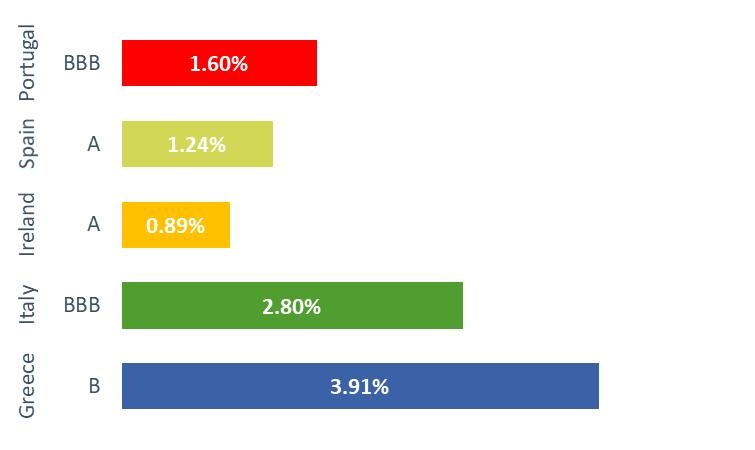 Portugal BBB 1.60%
Spain A 1.24%
Ireland A 0.89%
Italy BBB 2.80%
Greece B 3.91%